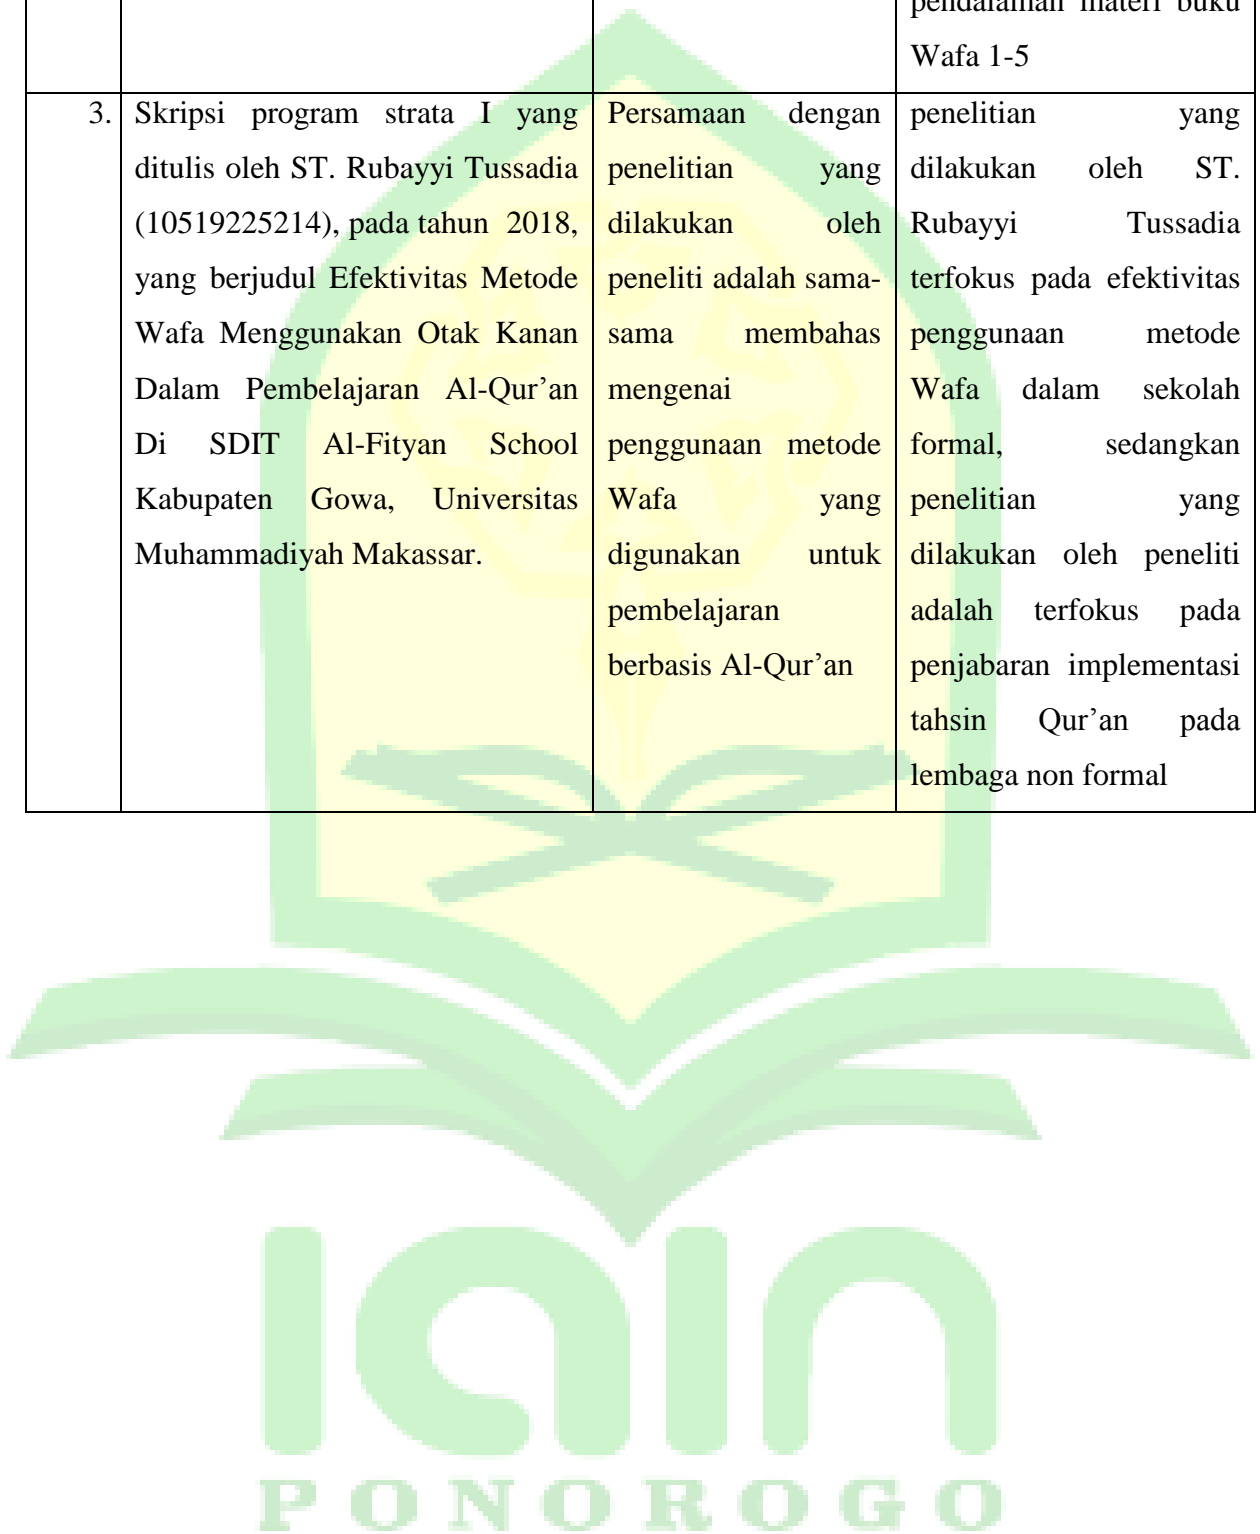 pendalaman materi buku
Wafa 1-5
3.
Skripsi program strata I yang
ditulis oleh ST. Rubayyi Tussadia
(10519225214), pada tahun 2018,
yang berjudul Efektivitas Metode
Wafa Menggunakan Otak Kanan
Dalam Pembelajaran Al-Qur’an
Di SDIT Al-Fityan School
Kabupaten Gowa, Universitas
Muhammadiyah Makassar.
Persamaan dengan
penelitian yang
dilakukan oleh
peneliti adalah sama-
sama membahas
mengenai
penggunaan metode
Wafa yang
digunakan untuk
pembelajaran
berbasis Al-Qur’an
penelitian yang
dilakukan oleh ST.
Rubayyi Tussadia
terfokus pada efektivitas
penggunaan metode
Wafa dalam sekolah
formal, sedangkan
penelitian yang
dilakukan oleh peneliti
adalah terfokus pada
penjabaran implementasi
tahsin Qur’an pada
lembaga non formal
iain
PONOROGO